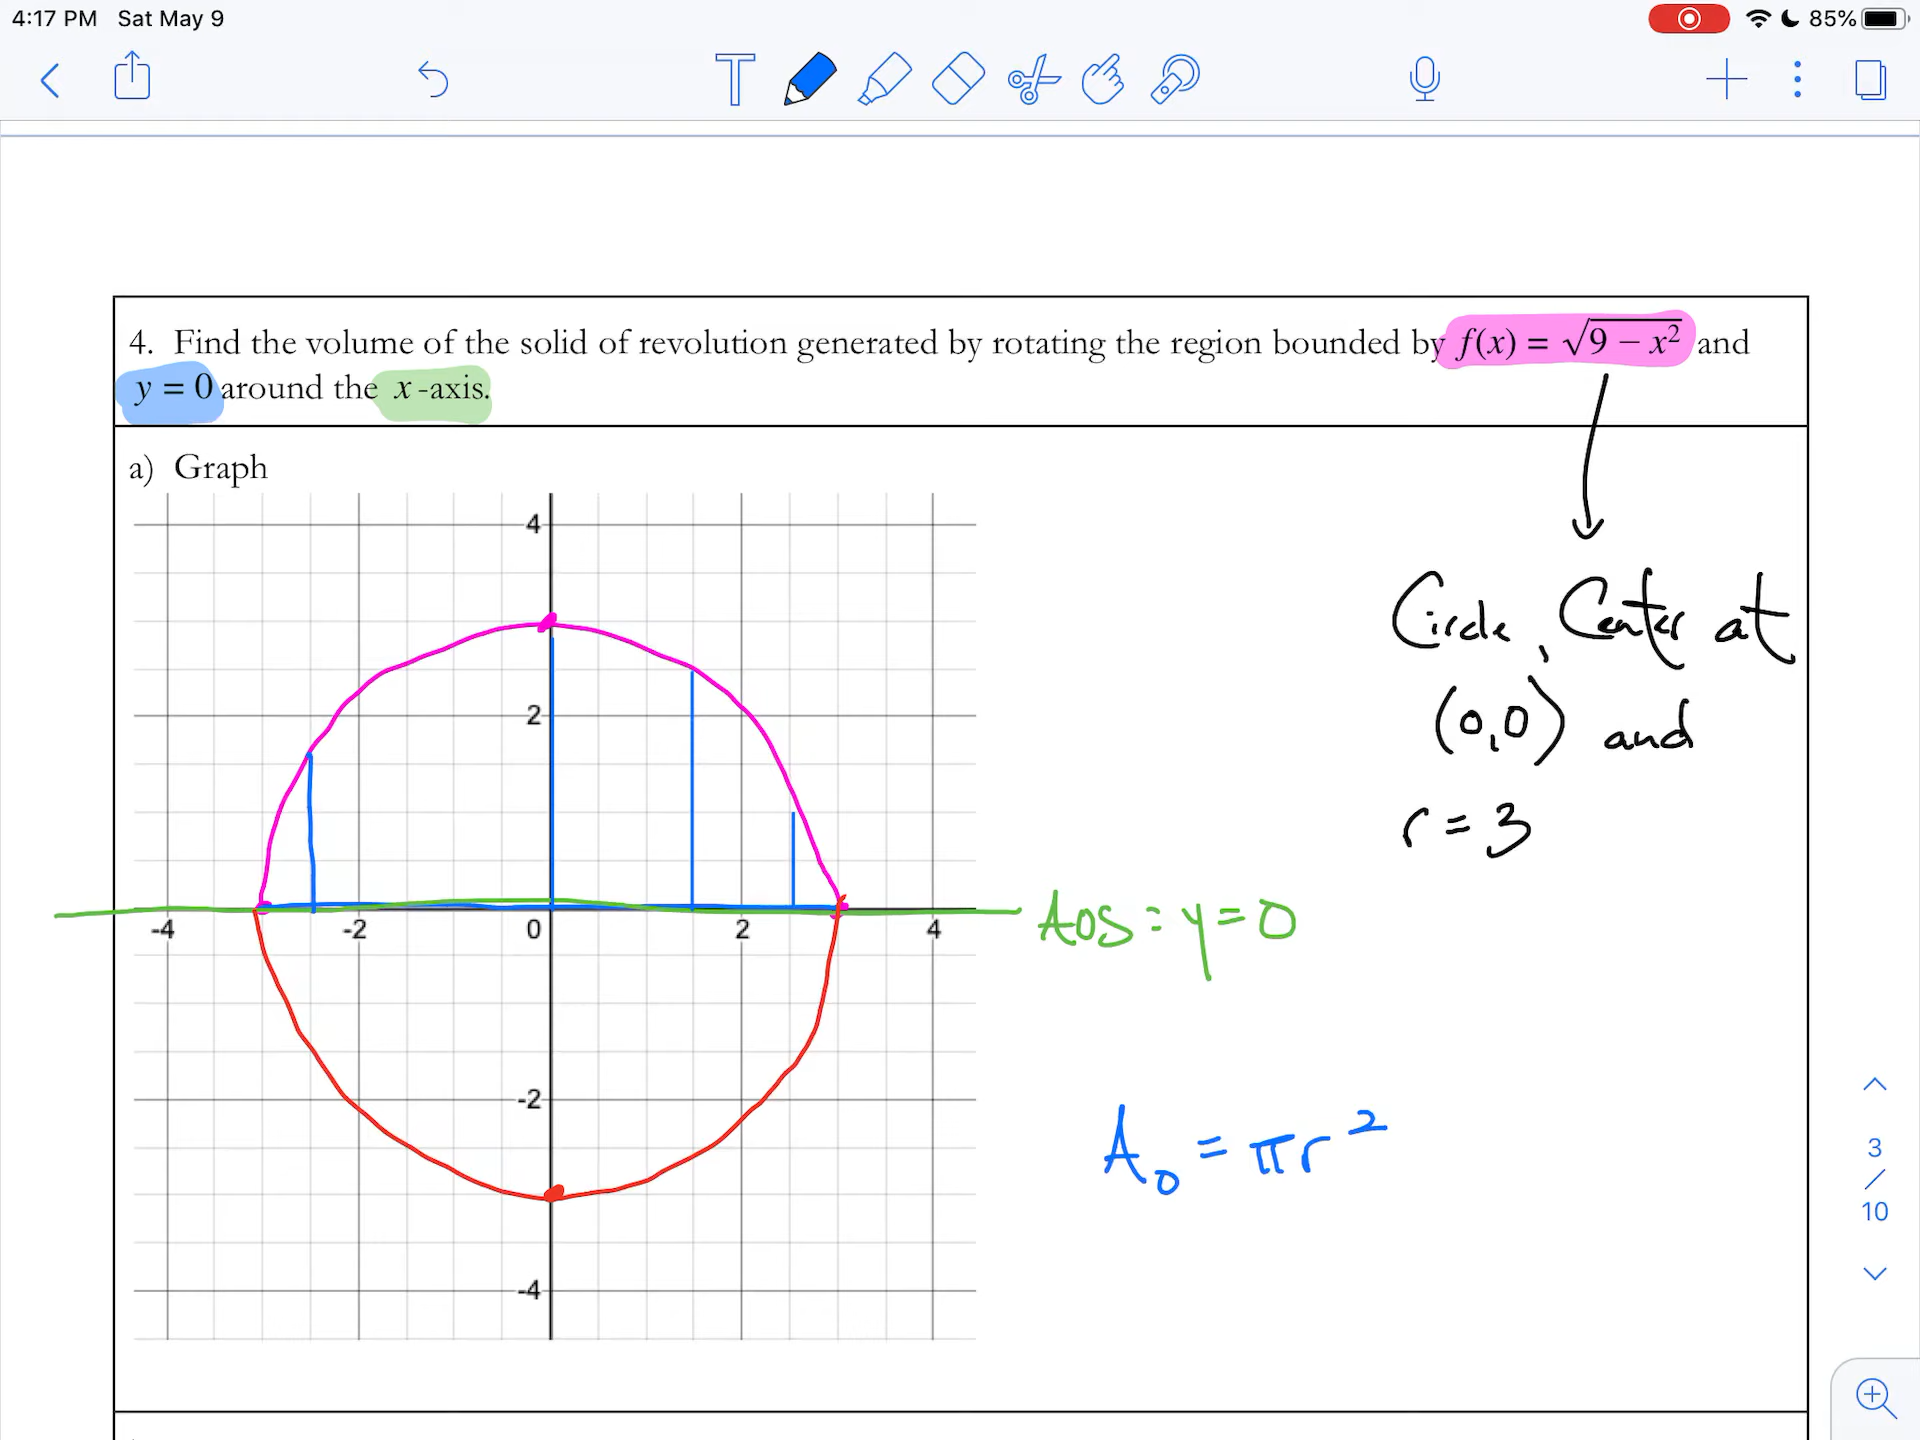 4:17 PM Sat May 9
85%
T
4. Find the volume of the solid of revolution generated by rotating the region bounded by f(x) = √9 − x² and
y = 0 around the x-axis.
a) Graph
4
2
-4 -2 0 2 4
-2
-4
Circle, Center at
(0,0) and
r = 3
AOS: y = 0
A₀ = πr²
3
/
10